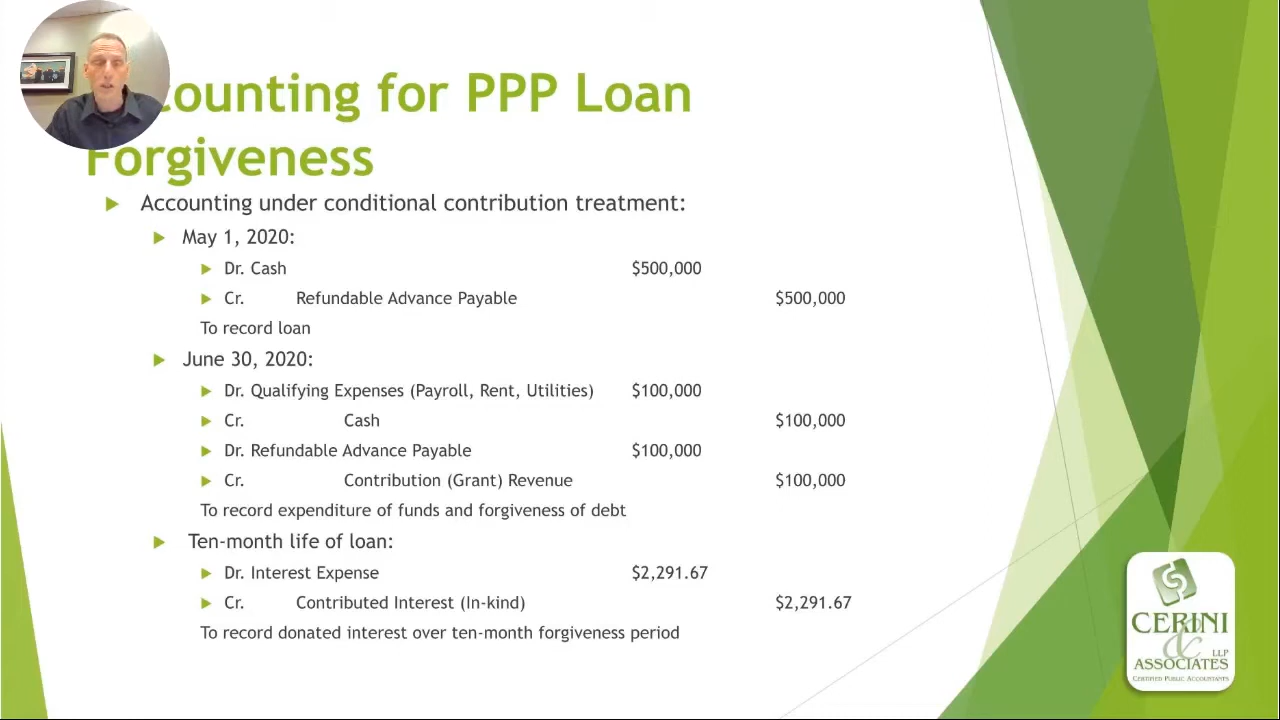 counting for PPP Loan
Forgiveness
Accounting under conditional contribution treatment:
May 1, 2020:
Dr. Cash $500,000
Cr. Refundable Advance Payable $500,000
To record loan
June 30, 2020:
Dr. Qualifying Expenses (Payroll, Rent, Utilities) $100,000
Cr. Cash $100,000
Dr. Refundable Advance Payable $100,000
Cr. Contribution (Grant) Revenue $100,000
To record expenditure of funds and forgiveness of debt
Ten-month life of loan:
Dr. Interest Expense $2,291.67
Cr. Contributed Interest (In-kind) $2,291.67
To record donated interest over ten-month forgiveness period
CERINI
&
LLP
ASSOCIATES
CERTIFIED PUBLIC ACCOUNTANTS